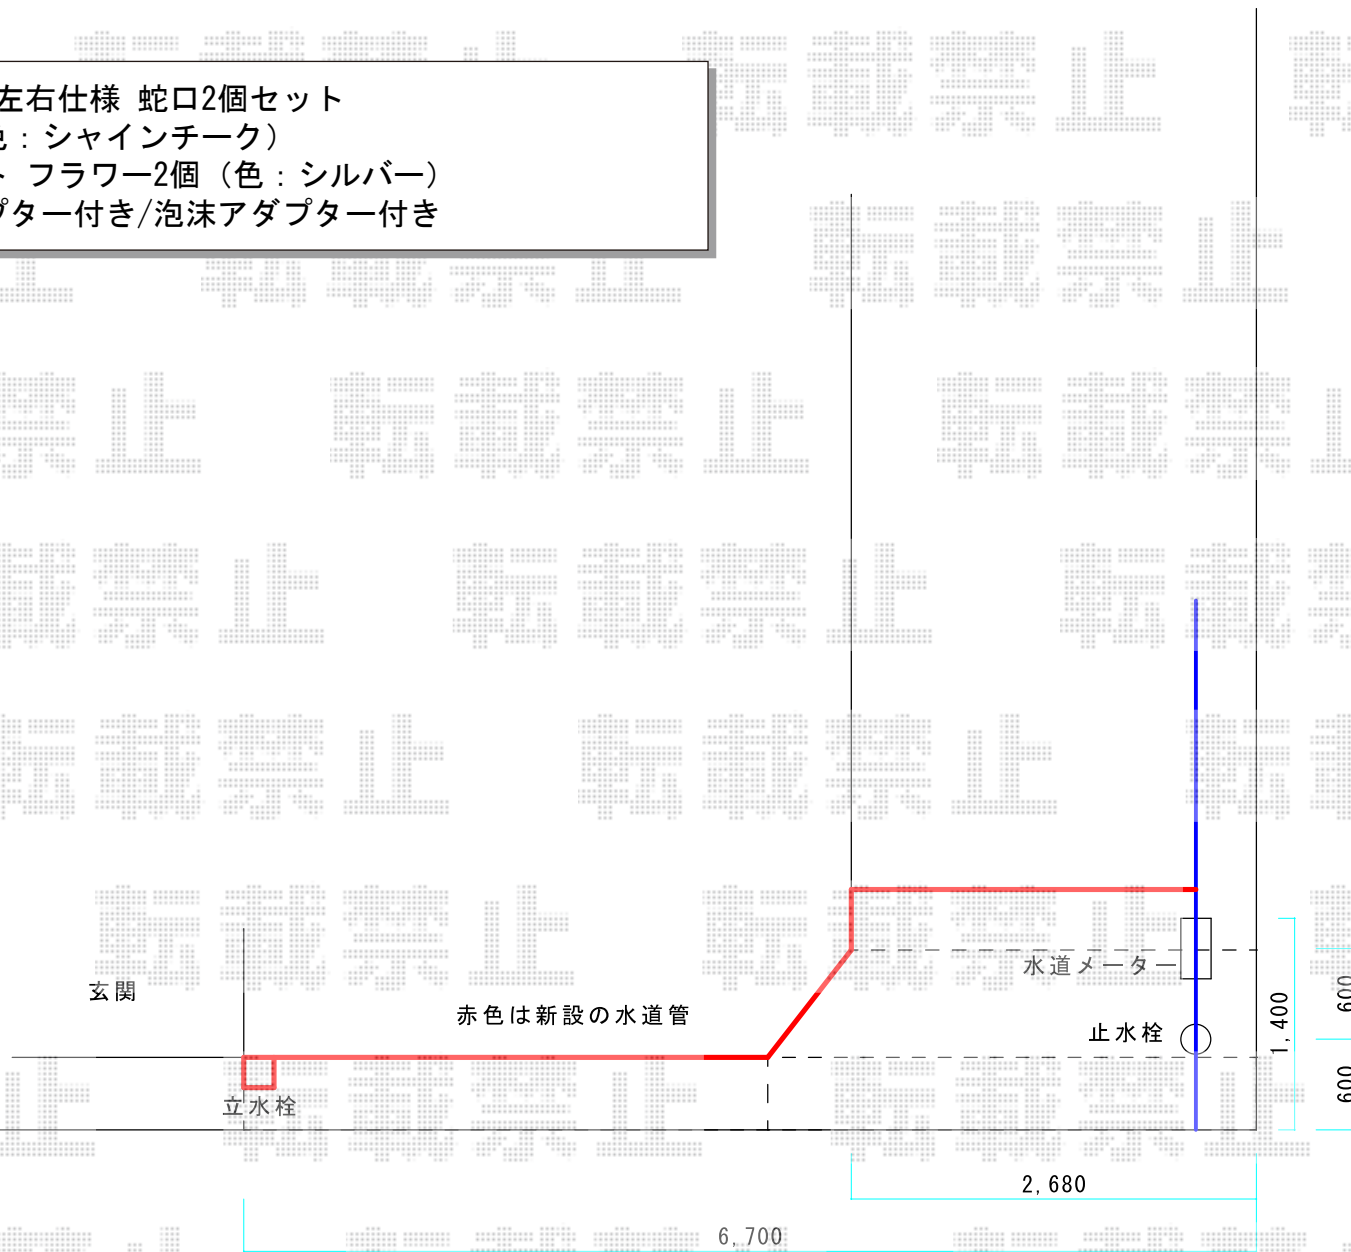 左右仕様 蛇口2個セット
色：シャインチーク）
ト フラワー2個（色：シルバー）
プター付き/泡沫アダプター付き
転載禁止
水道メーター
玄関
赤色は新設の水道管
止水栓
立水栓
1,400
600
600
2,680
6,700